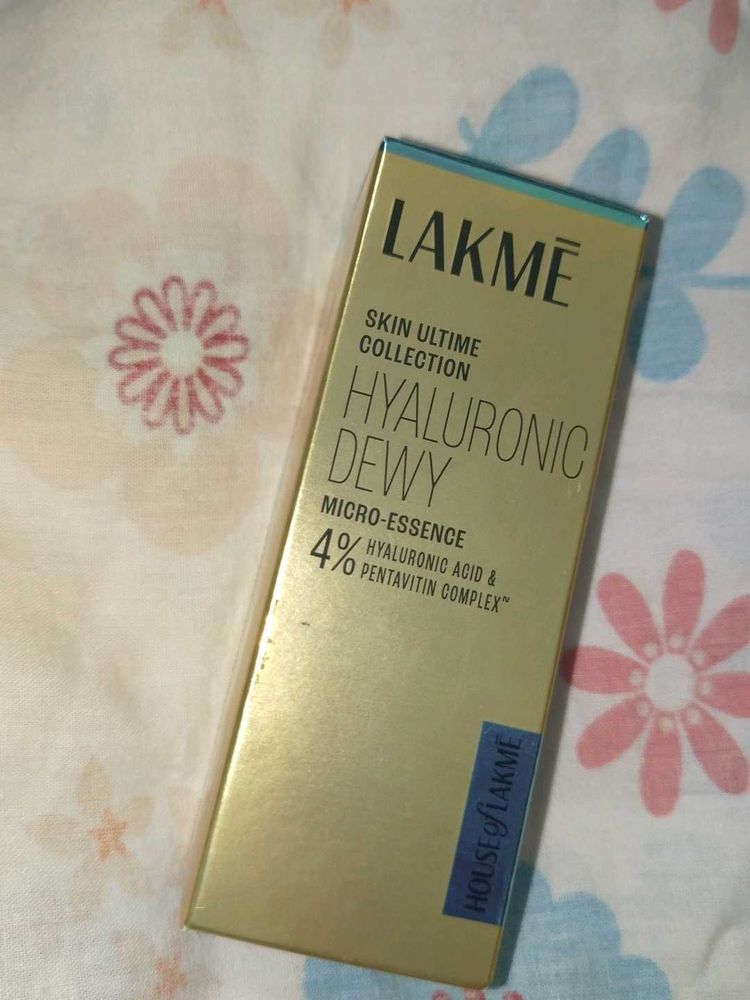 LAKMĒ
SKIN ULTIME
COLLECTION
HYALURONIC
DEWY
MICRO-ESSENCE
4% HYALURONIC ACID &
PENTAVITIN COMPLEX™
HOUSE of LAKMĒ